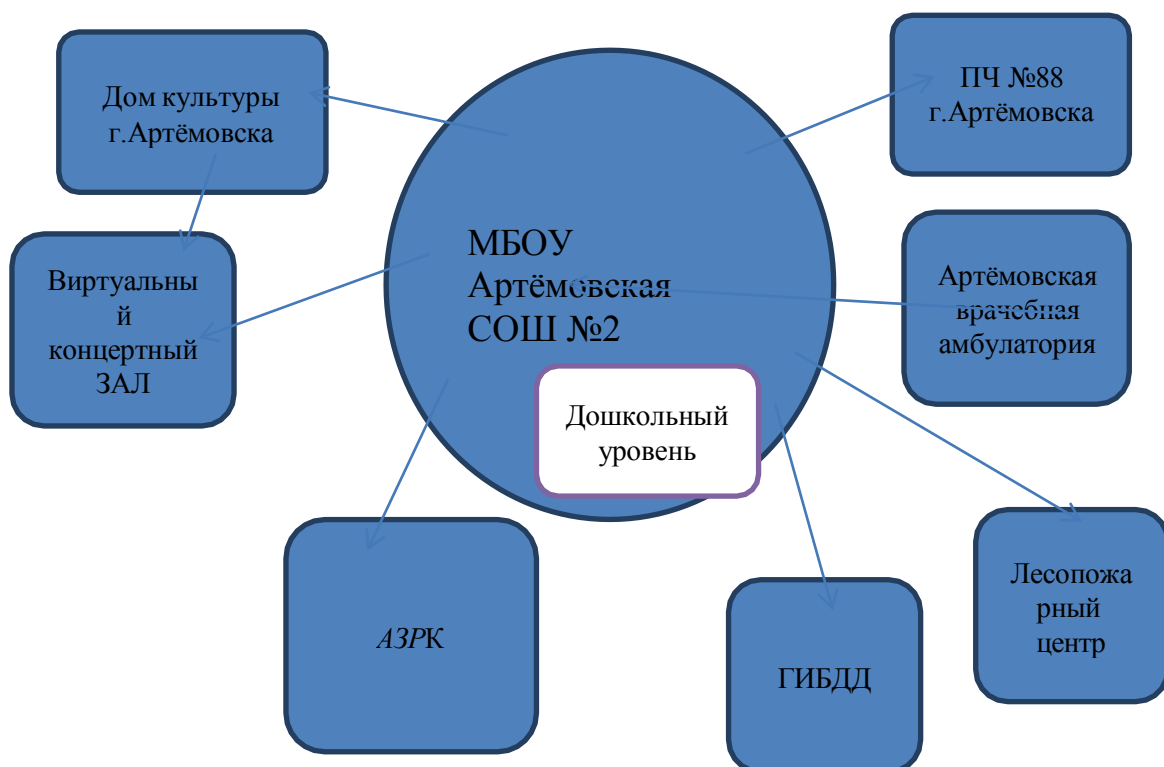 Дом культуры
г.Артёмовска
ПЧ №88
г.Артёмовска
МБОУ
Артёмовская
СОШ №2
Виртуальны
й
концертный
ЗАЛ
Артёмовская
врачебная
амбулатория
Дошкольный
уровень
АЗРК
ГИБДД
Лесопожа
рный
центр